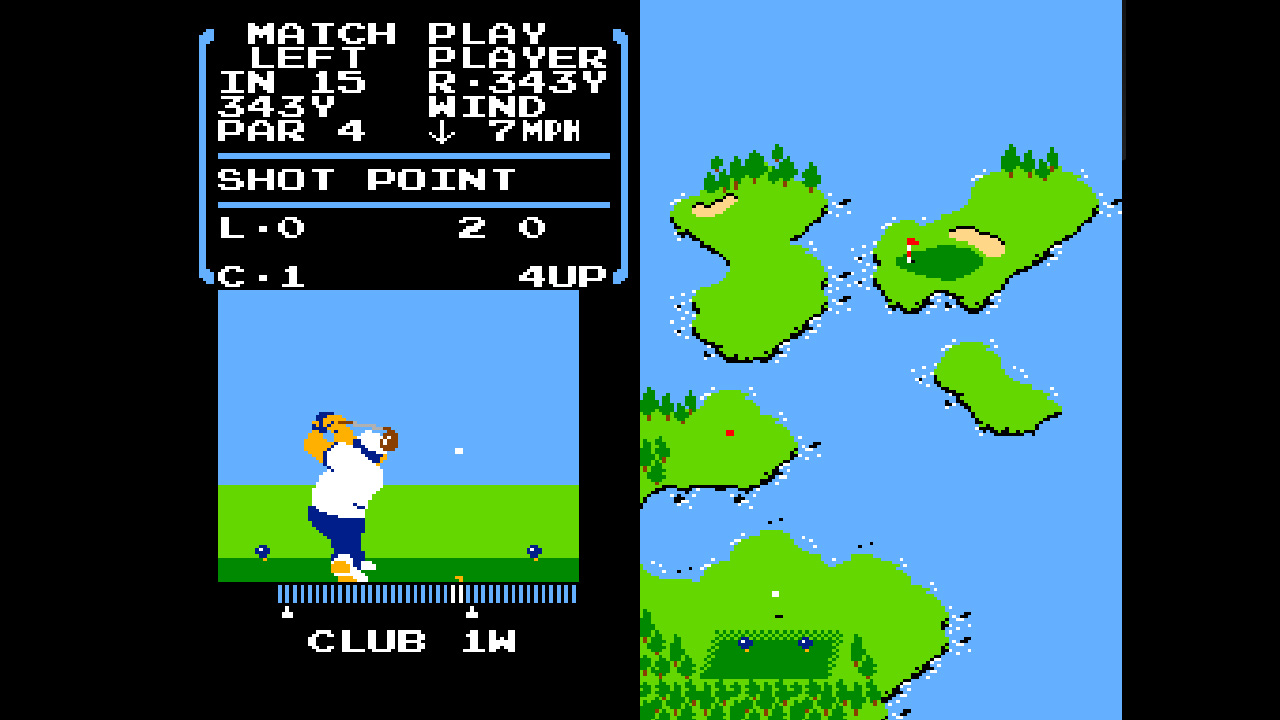 MATCH PLAY
LEFT PLAYER
IN 15 R·343Y
343Y WIND
PAR 4 ↓ 7MPH
SHOT POINT
L·0 2 0
C·1 4UP
CLUB 1W